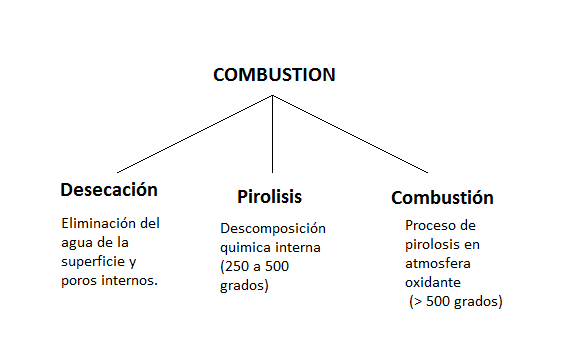 COMBUSTION
Desecación
Eliminación del
agua de la
superficie y
poros internos.
Pirolisis
Descomposición
quimica interna
(250 a 500
grados)
Combustión
Proceso de
pirolosis en
atmosfera
oxidante
(> 500 grados)